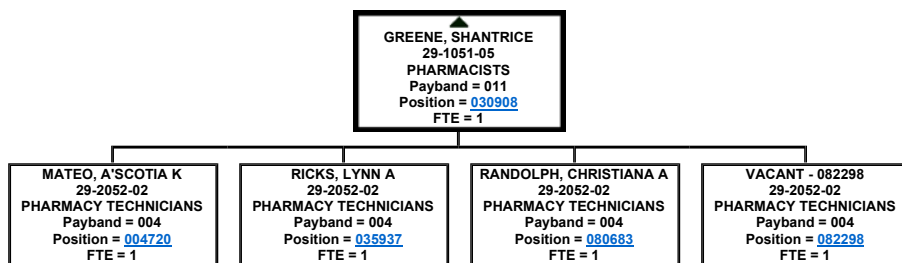 GREENE, SHANTRICE
29-1051-05
PHARMACISTS
Payband = 011
Position = 030908
FTE = 1
MATEO, A'SCOTIA K
29-2052-02
PHARMACY TECHNICIANS
Payband = 004
Position = 004720
FTE = 1
RICKS, LYNN A
29-2052-02
PHARMACY TECHNICIANS
Payband = 004
Position = 035937
FTE = 1
RANDOLPH, CHRISTIANA A
29-2052-02
PHARMACY TECHNICIANS
Payband = 004
Position = 080683
FTE = 1
VACANT - 082298
29-2052-02
PHARMACY TECHNICIANS
Payband = 004
Position = 082298
FTE = 1